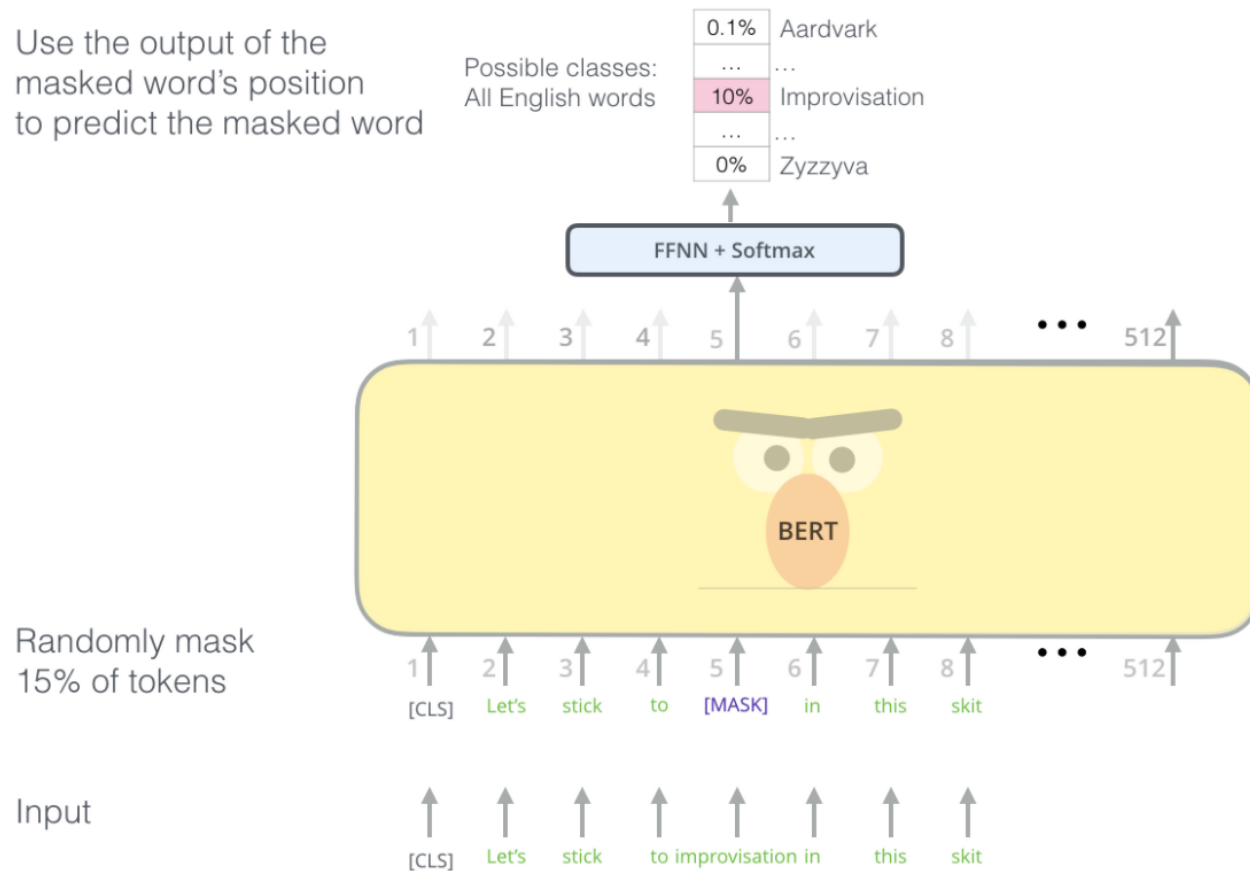 Use the output of the
masked word's position
to predict the masked word
Possible classes:
All English words
0.1% Aardvark
... ...
10% Improvisation
... ...
0% Zyzzyva
FFNN + Softmax
1 2 3 4 5 6 7 8 ••• 512
BERT
Randomly mask
15% of tokens
1 2 3 4 5 6 7 8 ••• 512
[CLS] Let's stick to [MASK] in this skit
Input
[CLS] Let's stick to improvisation in this skit